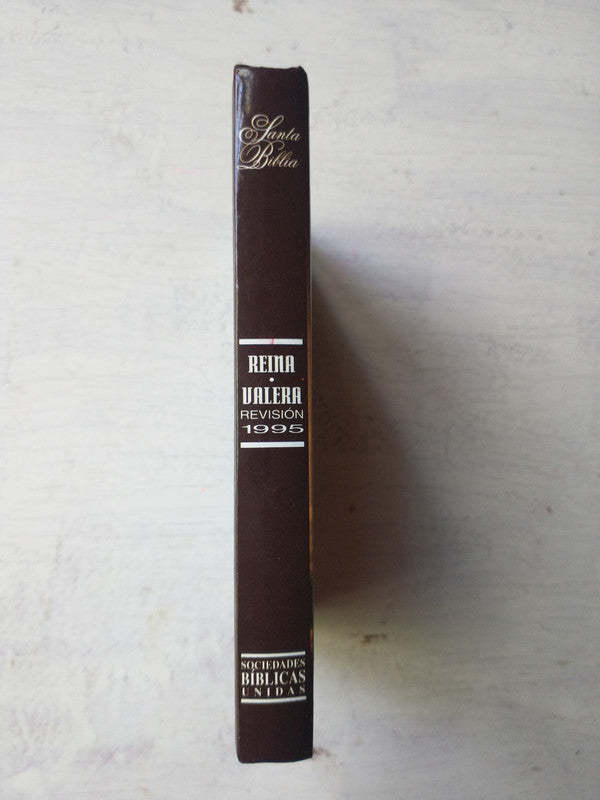 Santa
Biblia
REINA
•
VALERA
REVISIÓN
1995
SOCIEDADES
BÍBLICAS
UNIDAS